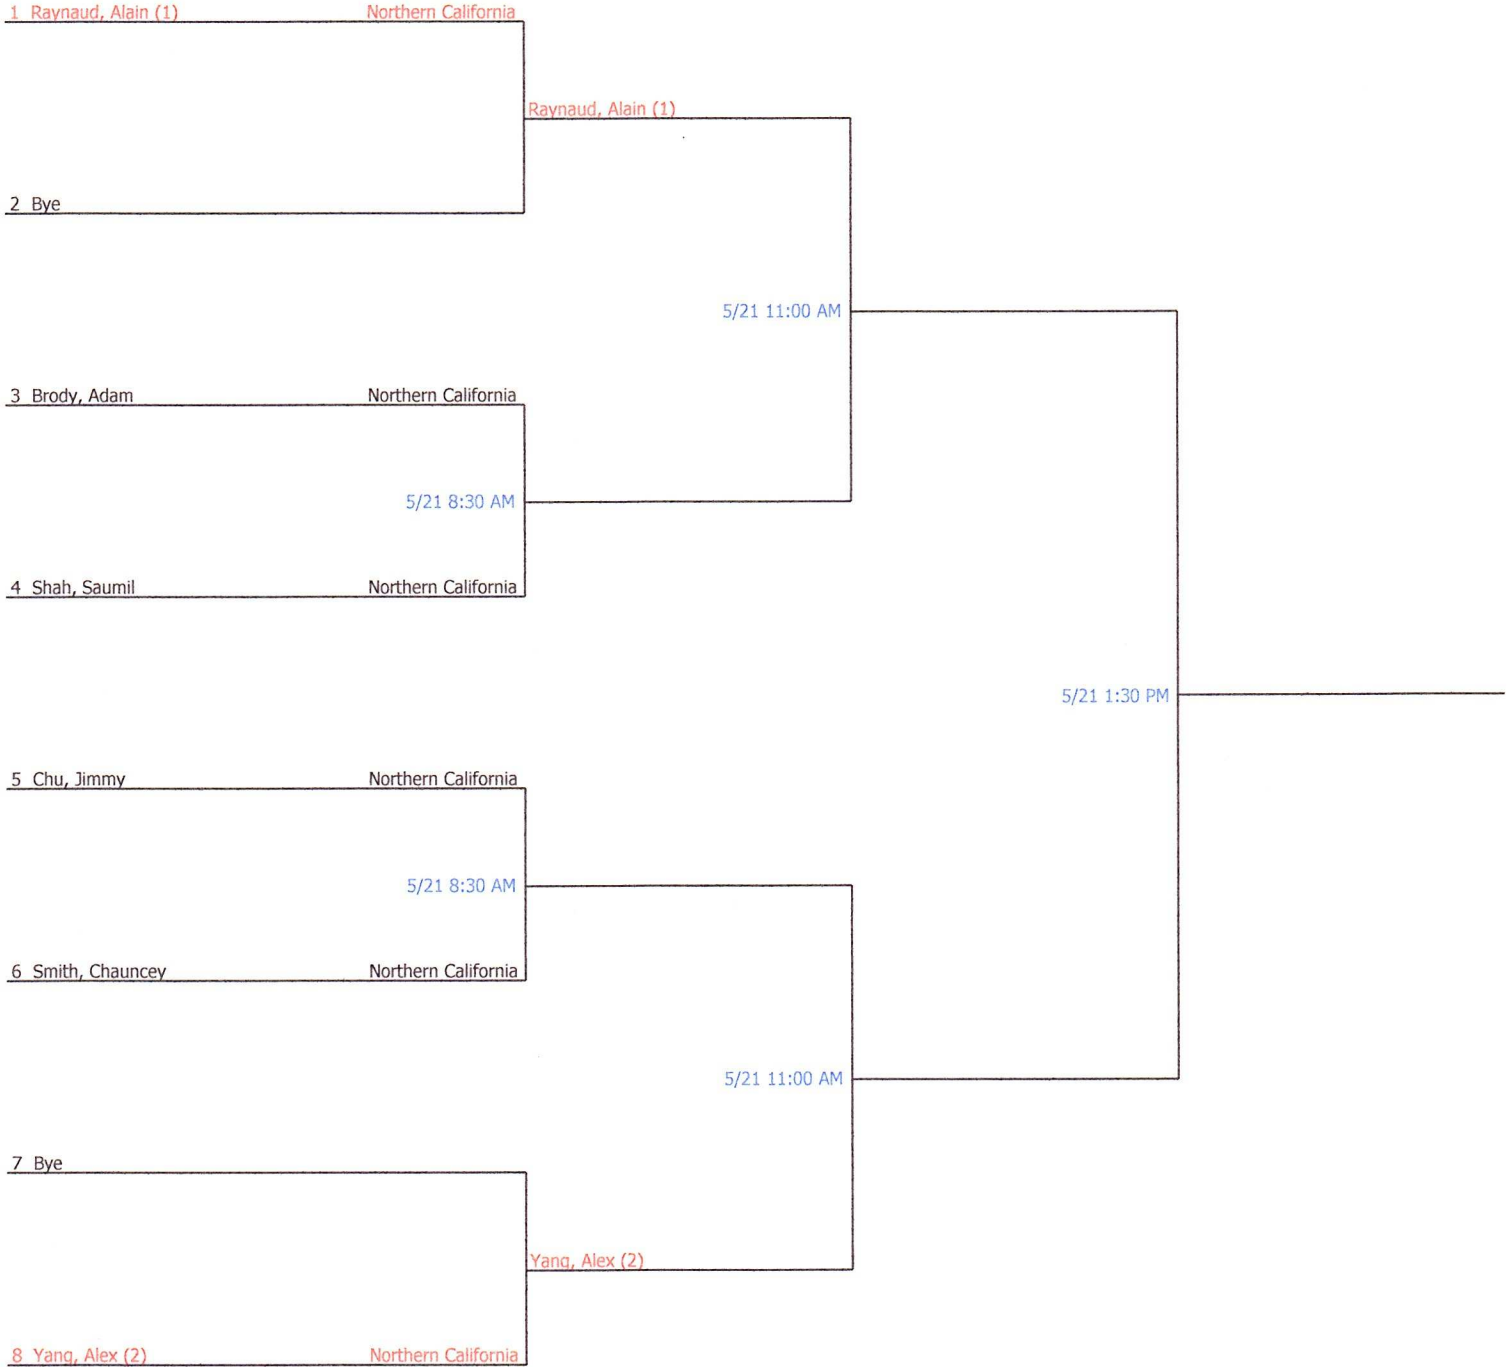 1 Raynaud, Alain (1) Northern California
Raynaud, Alain (1)
2 Bye
5/21 11:00 AM
3 Brody, Adam Northern California
5/21 8:30 AM
4 Shah, Saumil Northern California
5/21 1:30 PM
5 Chu, Jimmy Northern California
5/21 8:30 AM
6 Smith, Chauncey Northern California
5/21 11:00 AM
7 Bye
Yang, Alex (2)
8 Yang, Alex (2) Northern California